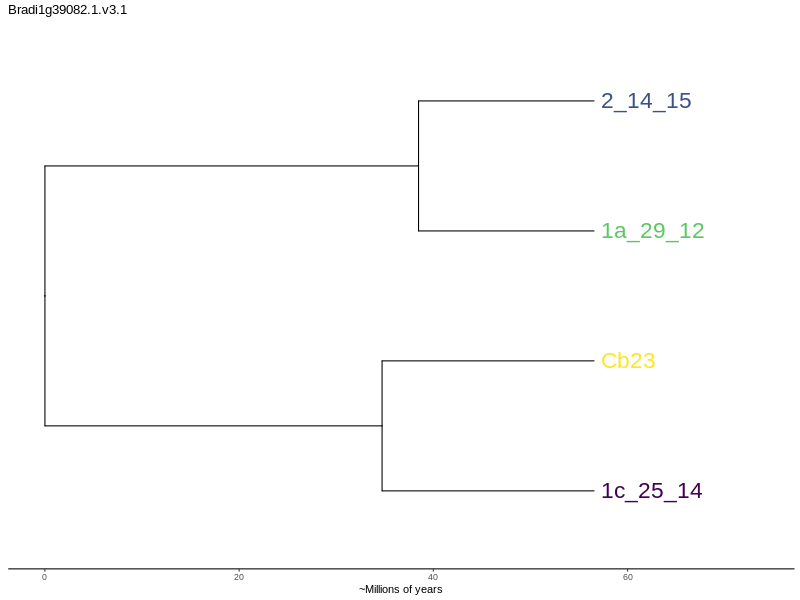 Bradi1g39082.1.v3.1
2_14_15
1a_29_12
Cb23
1c_25_14
0 20 40 60
~Millions of years